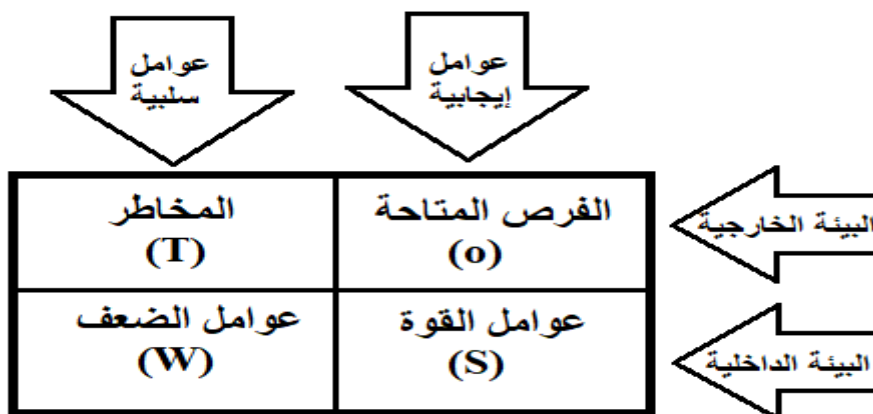 عوامل
إيجابية
عوامل
سلبية
الفرص المتاحة
(o)
المخاطر
(T)
البيئة الخارجية
عوامل القوة
(S)
عوامل الضعف
(W)
البيئة الداخلية